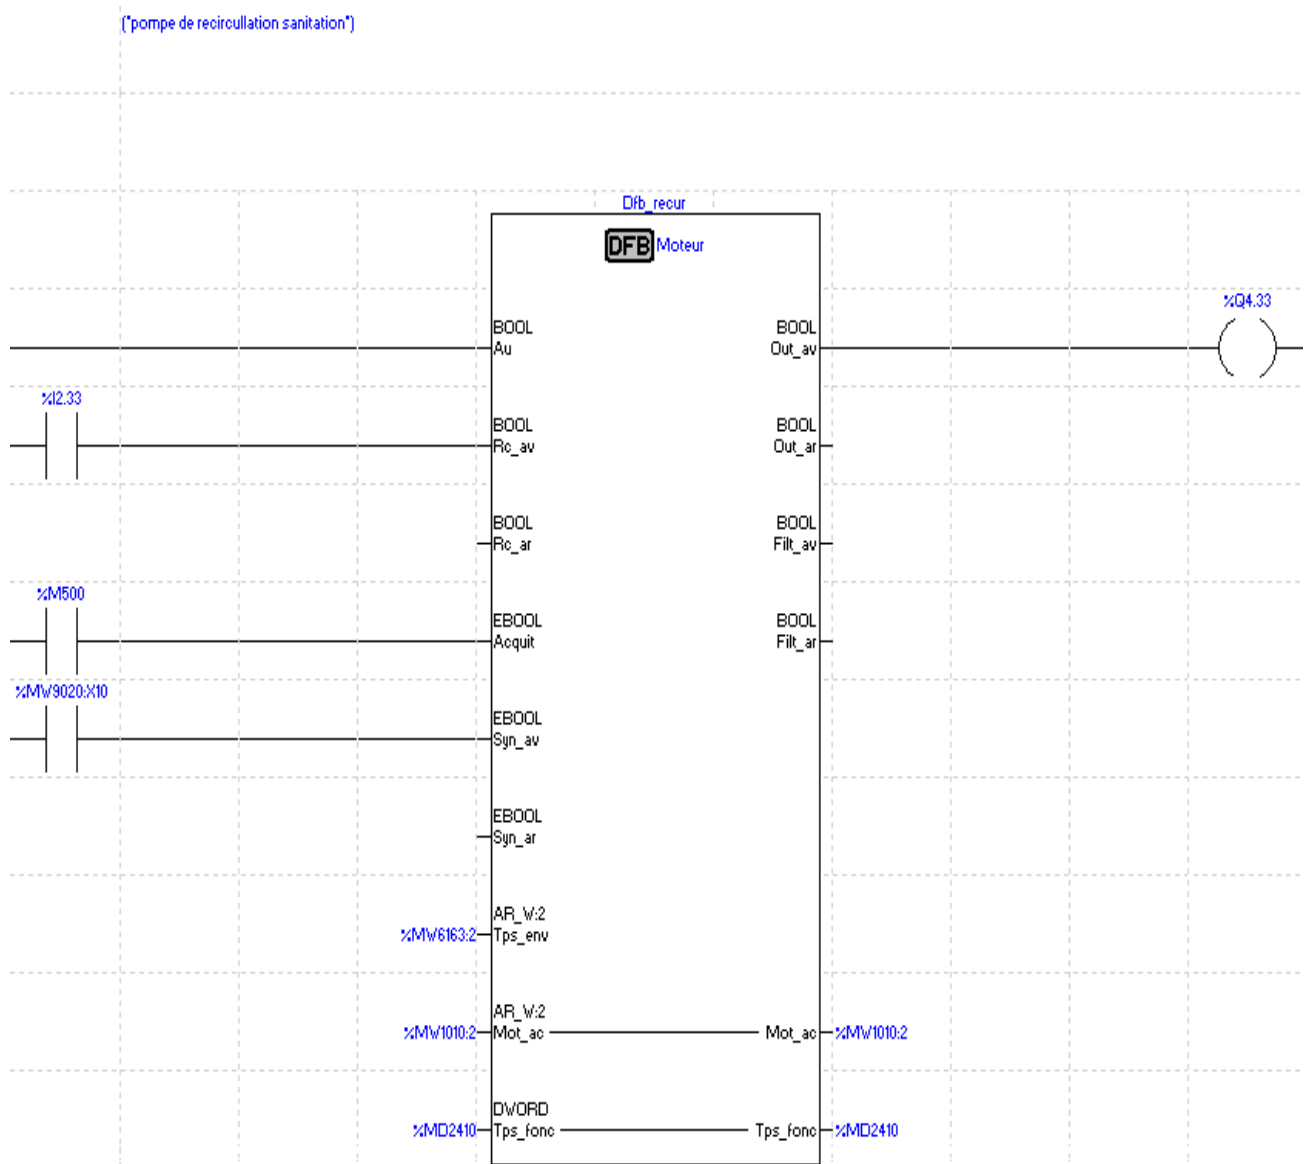 ("pompe de recircullation sanitation")
Dfb_recur
DFB Moteur
%Q4.33
BOOL BOOL
Au Out_av
%I2.33
BOOL BOOL
Rc_av Out_ar
BOOL BOOL
Rc_ar Filt_av
%M500
EBOOL BOOL
Acquit Filt_ar
%MW9020:X10
EBOOL
Syn_av
EBOOL
Syn_ar
AR_W:2
%MW6163:2 Tps_env
AR_W:2
%MW1010:2 Mot_ac Mot_ac %MW1010:2
DWORD
%MD2410 Tps_fonc Tps_fonc %MD2410